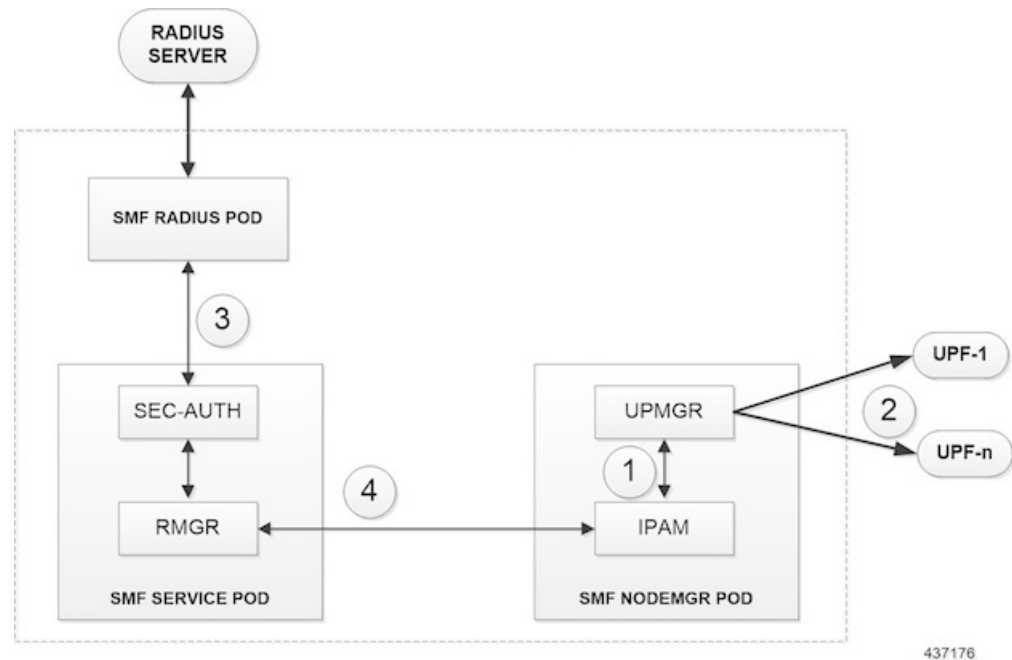 RADIUS
SERVER
SMF RADIUS POD
3
SEC-AUTH
RMGR
SMF SERVICE POD
4
UPMGR
1
IPAM
SMF NODEMGR POD
2
UPF-1
UPF-n
437176